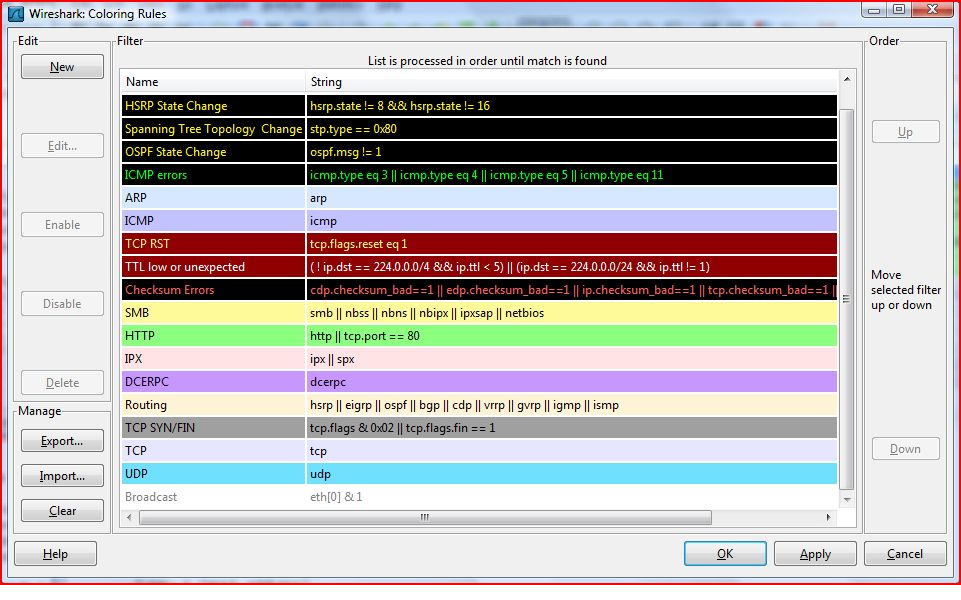 Wireshark: Coloring Rules
Edit
Filter
Order
List is processed in order until match is found
New
Edit...
Enable
Disable
Delete
Manage
Export...
Import...
Clear
Name String
HSRP State Change hsrp.state != 8 && hsrp.state != 16
Spanning Tree Topology Change stp.type == 0x80
OSPF State Change ospf.msg != 1
ICMP errors icmp.type eq 3 || icmp.type eq 4 || icmp.type eq 5 || icmp.type eq 11
ARP arp
ICMP icmp
TCP RST tcp.flags.reset eq 1
TTL low or unexpected ( ! ip.dst == 224.0.0.0/4 && ip.ttl < 5) || (ip.dst == 224.0.0.0/24 && ip.ttl != 1)
Checksum Errors cdp.checksum_bad==1 || edp.checksum_bad==1 || ip.checksum_bad==1 || tcp.checksum_bad==1 ||
SMB smb || nbss || nbns || nbipx || ipxsap || netbios
HTTP http || tcp.port == 80
IPX ipx || spx
DCERPC dcerpc
Routing hsrp || eigrp || ospf || bgp || cdp || vrrp || gvrp || igmp || ismp
TCP SYN/FIN tcp.flags & 0x02 || tcp.flags.fin == 1
TCP tcp
UDP udp
Broadcast eth[0] & 1
Up
Move
selected filter
up or down
Down
Help
OK
Apply
Cancel